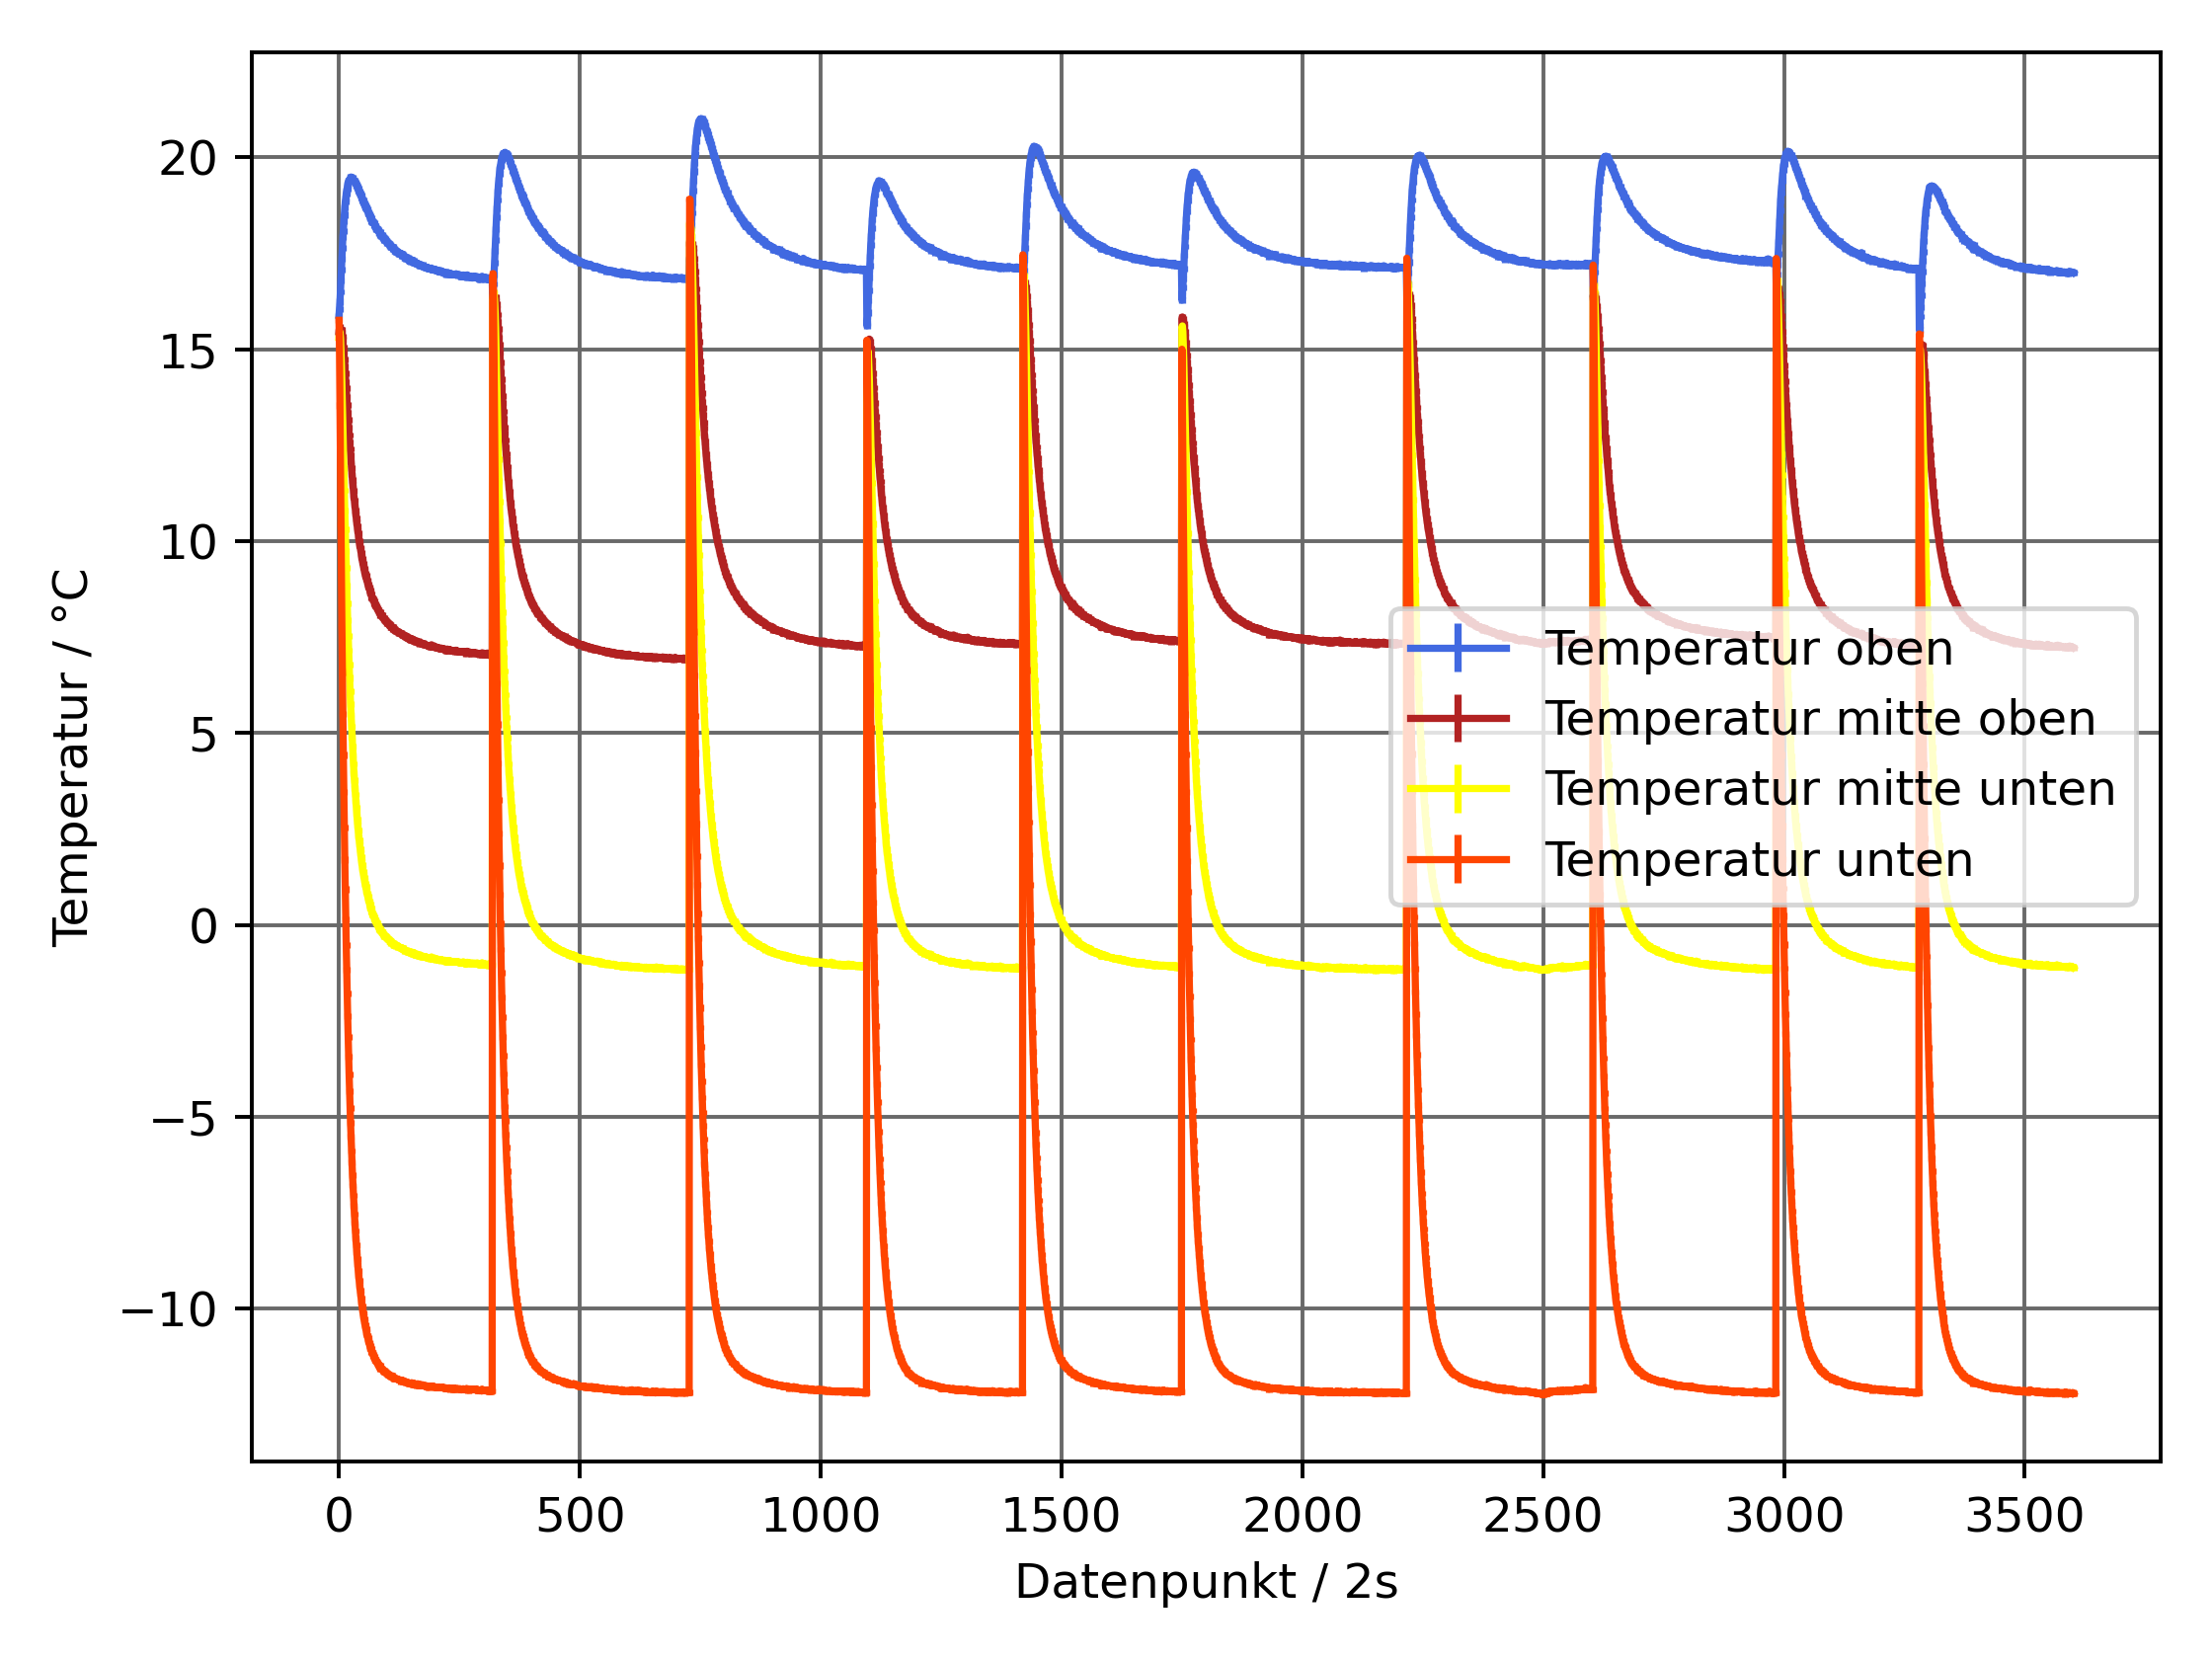 20
15
10
5
0
−5
−10
Temperatur / °C
Temperatur oben
Temperatur mitte oben
Temperatur mitte unten
Temperatur unten
0 500 1000 1500 2000 2500 3000 3500
Datenpunkt / 2s